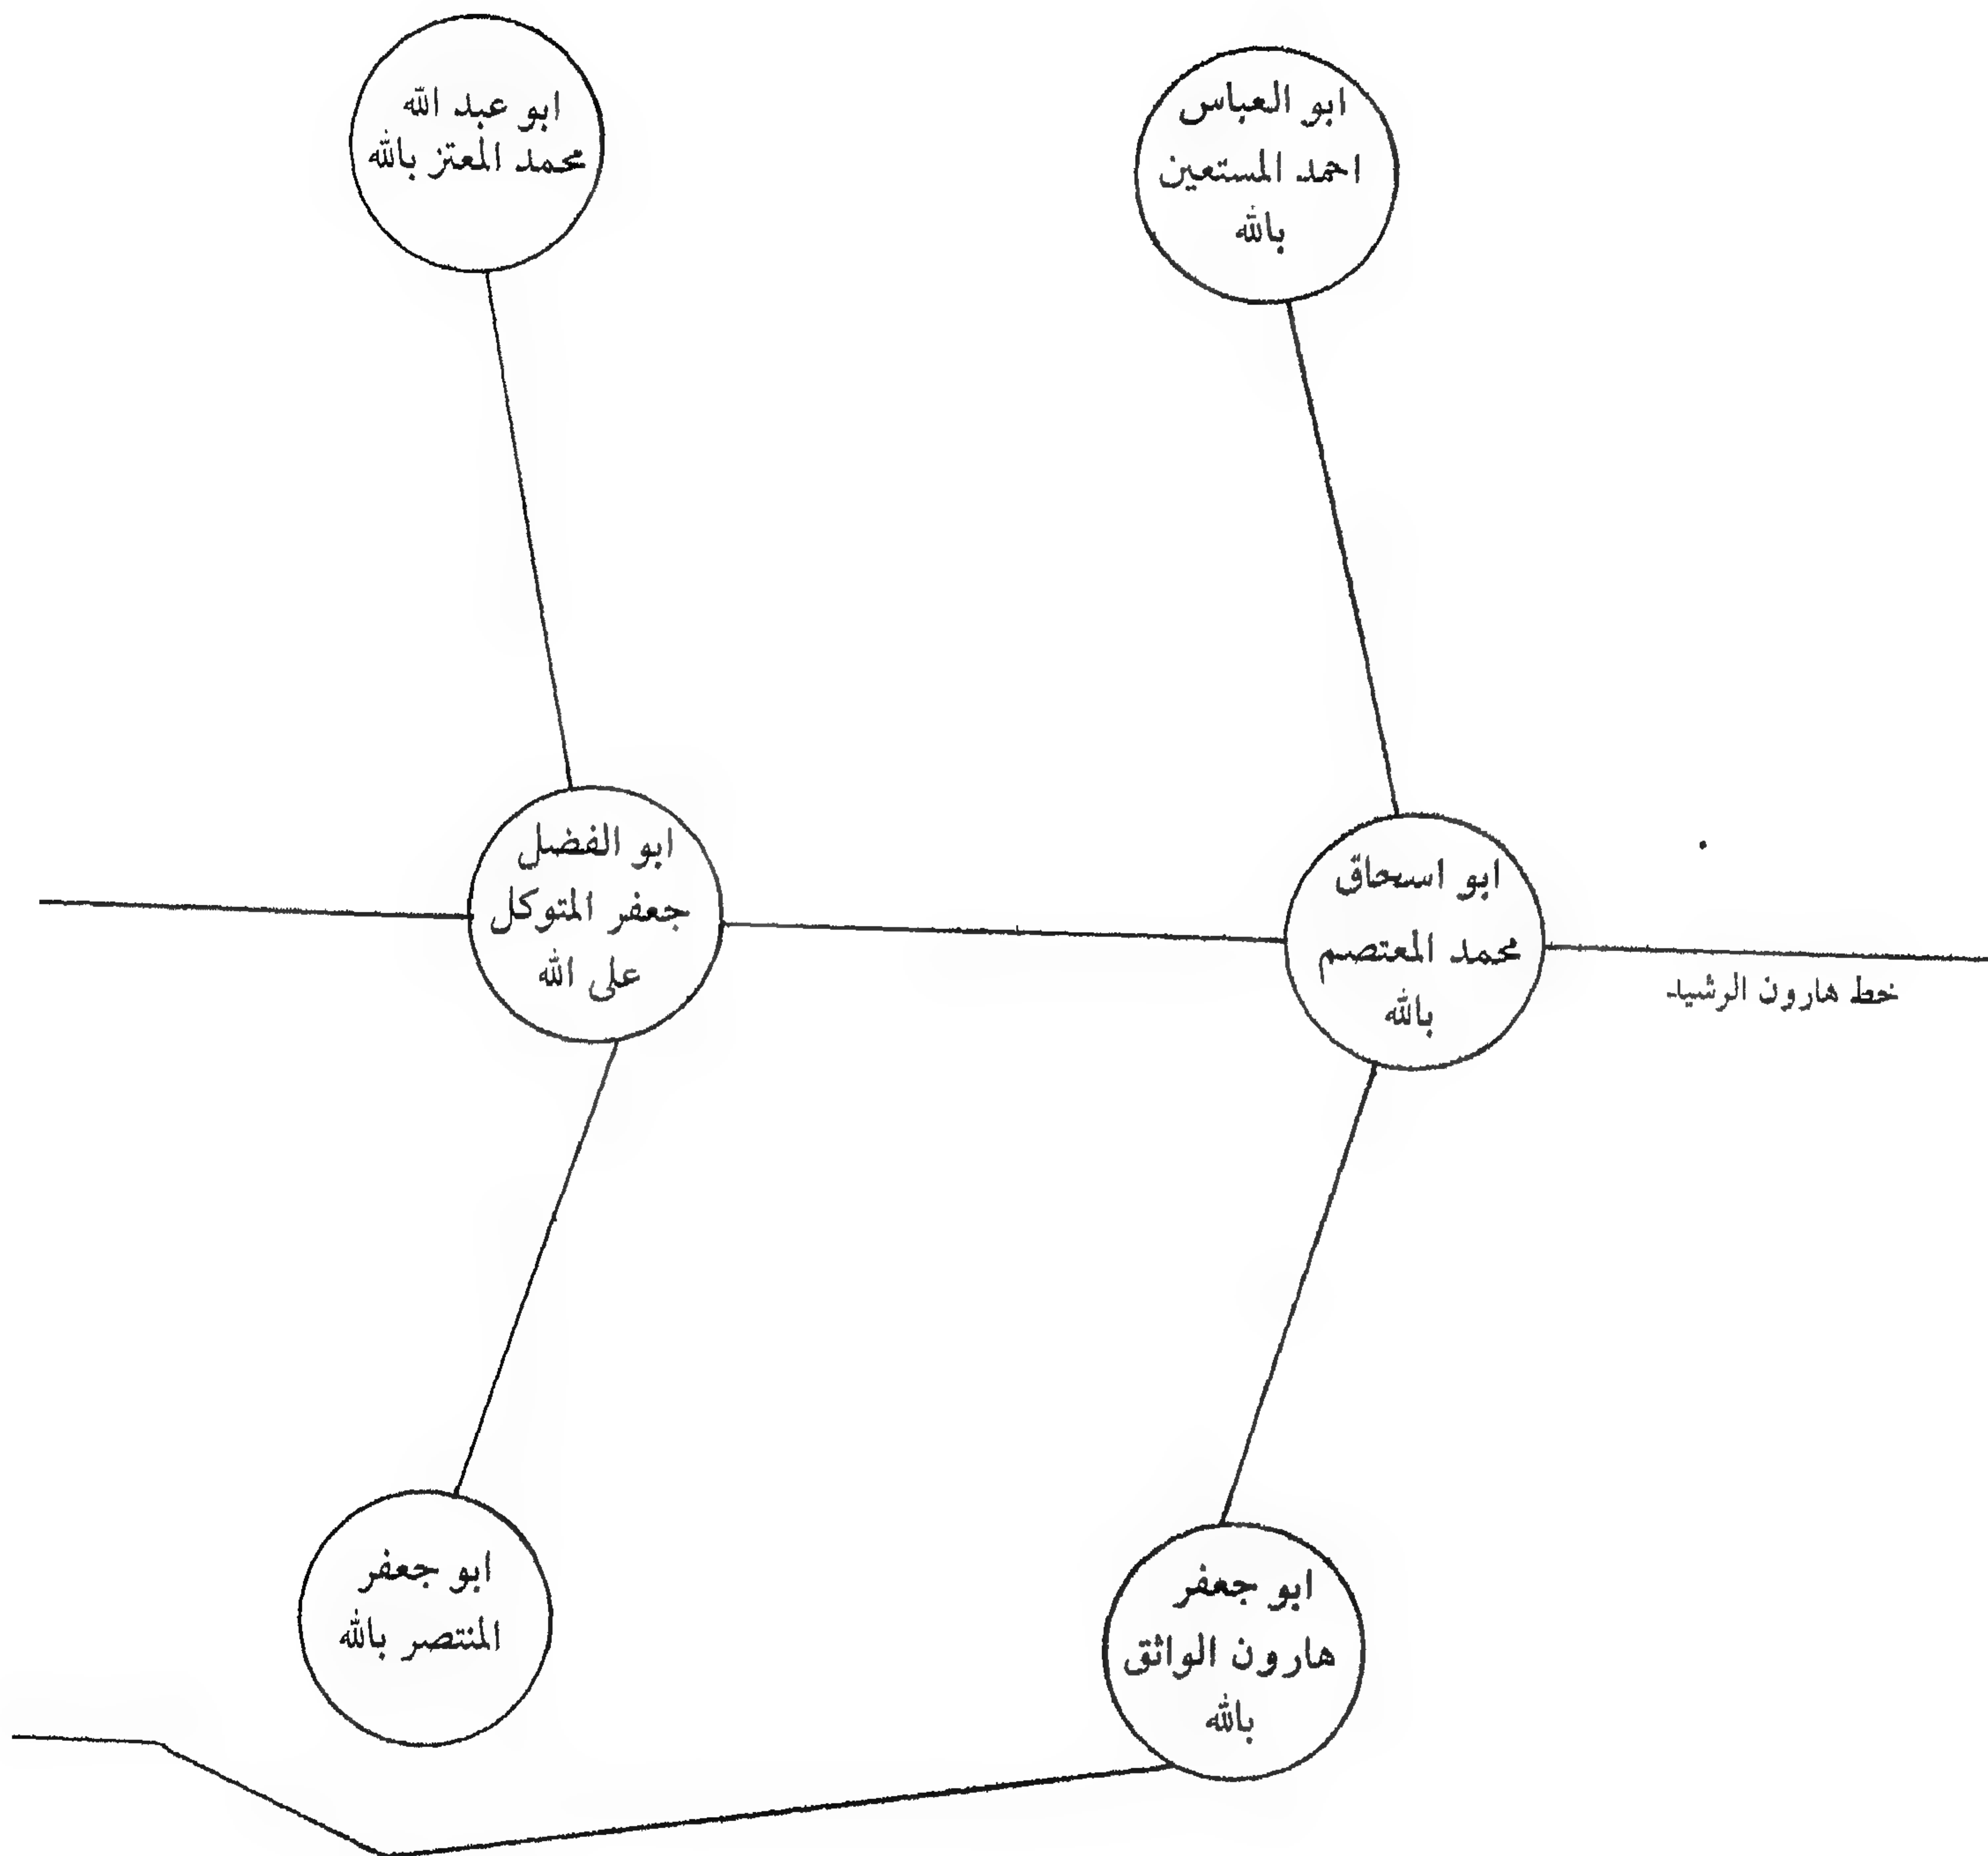 ابو العباس
احمد المستعين
بالله
ابو عبد الله
محمد المعتز بالله
خط هارون الرشيد
ابو اسحاق
محمد المعتصم
بالله
ابو الفضل
جعفر المتوكل
على الله
ابو جعفر
هارون الواثق
بالله
ابو جعفر
المنتصر بالله